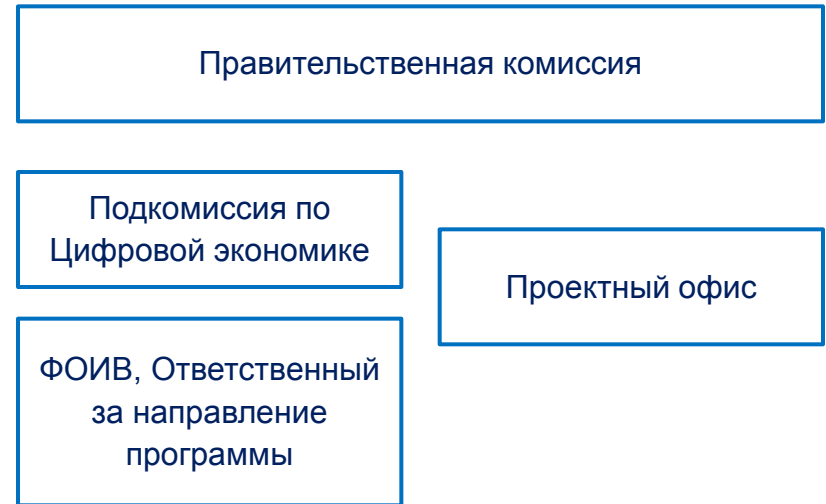 Правительственная комиссия
Подкомиссия по
Цифровой экономике
Проектный офис
ФОИВ, Ответственный
за направление
программы